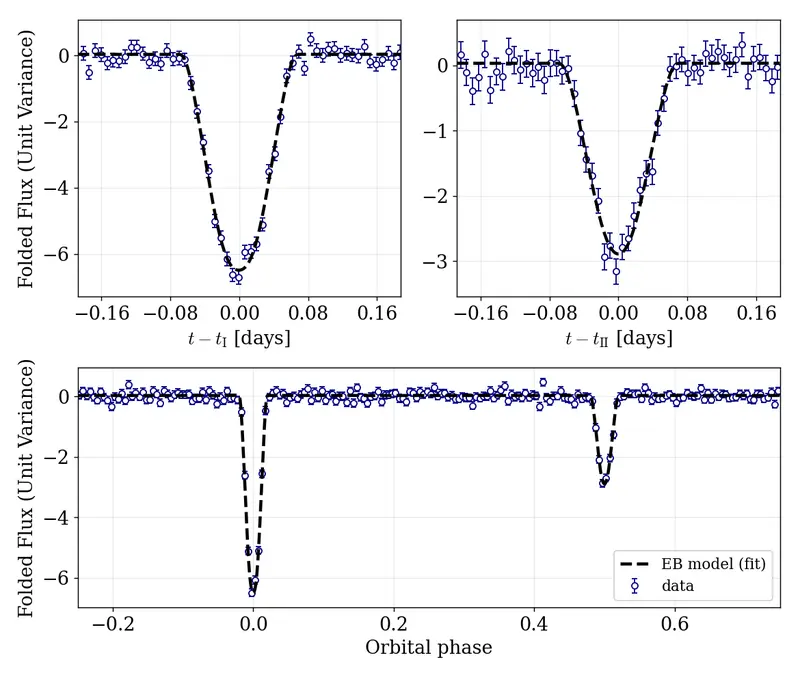 Folded Flux (Unit Variance)
0
−2
−4
−6
−0.16 −0.08 0.00 0.08 0.16
t − t_I [days]
0
−1
−2
−3
−0.16 −0.08 0.00 0.08 0.16
t − t_II [days]
Folded Flux (Unit Variance)
0
−2
−4
−6
−0.2 0.0 0.2 0.4 0.6
Orbital phase
EB model (fit)
data